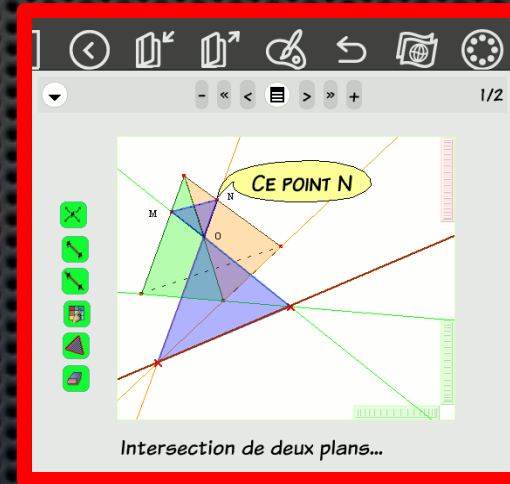 - « < > » +
1/2
CE POINT N
N
M
O
Intersection de deux plans...